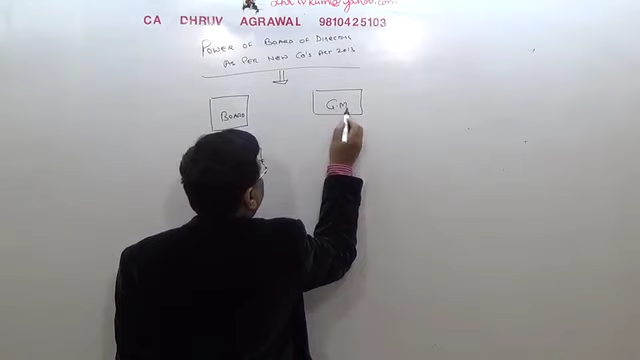 CA DHRUV AGRAWAL 9810425103
POWER OF BOARD OF DIRECTORS
AS PER NEW CO'S ACT 2013
BOARD
G.M